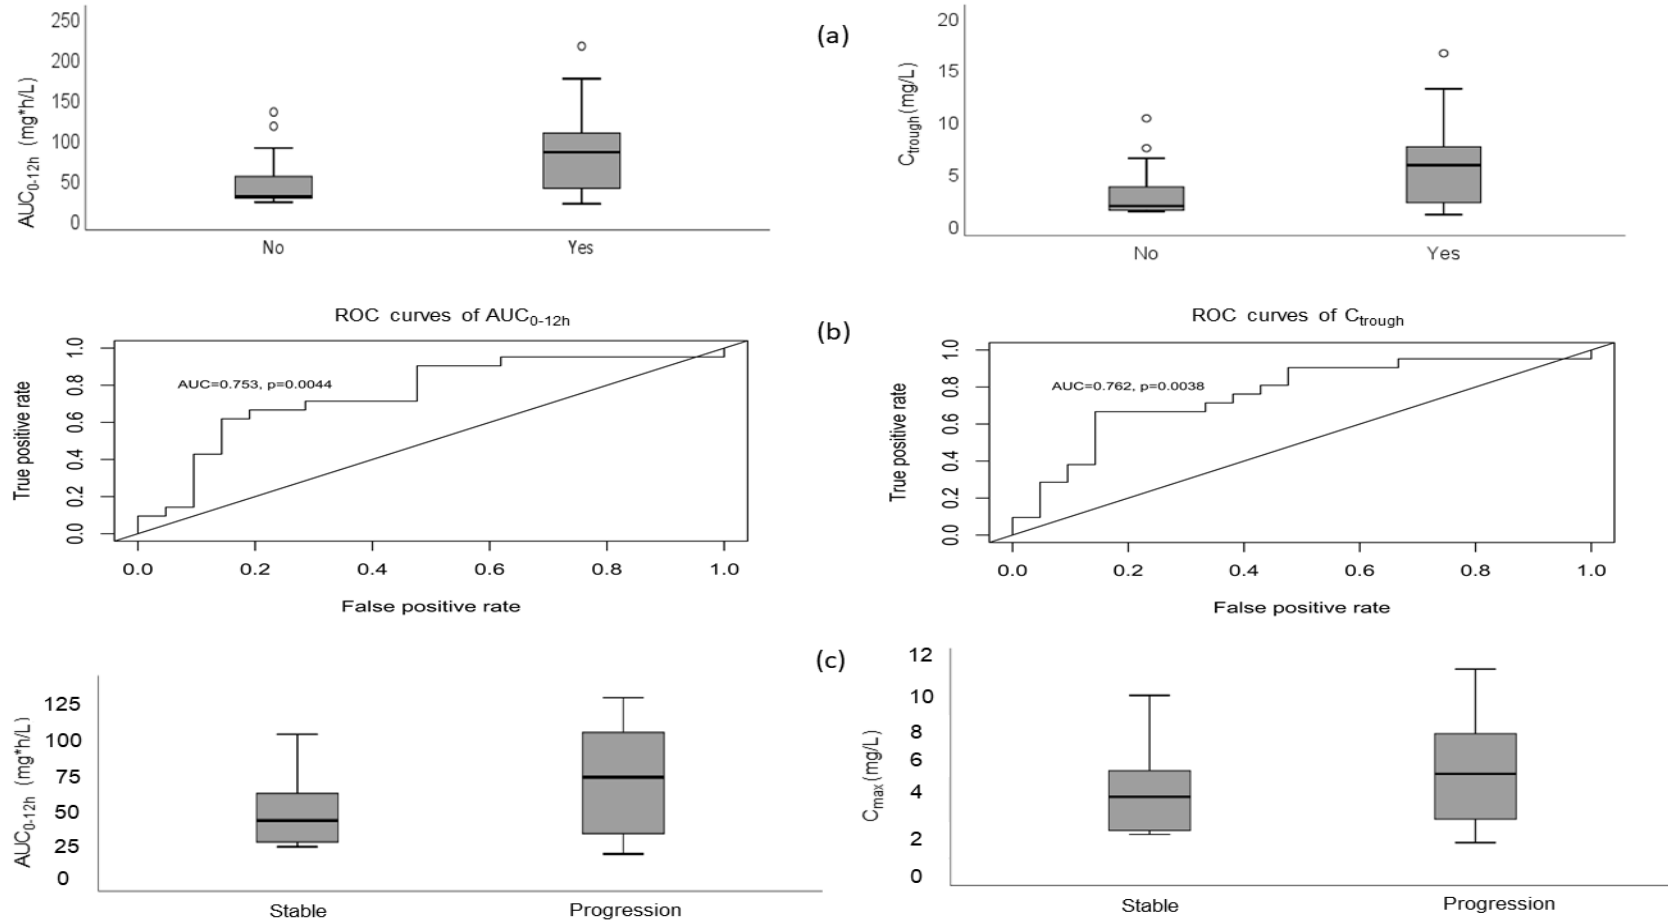 (a)
AUC0-12h (mg*h/L)
250
200
150
100
50
0
No
Yes
Ctrough (mg/L)
20
15
10
5
0
No
Yes
(b)
ROC curves of AUC0-12h
AUC=0.753, p=0.0044
True positive rate
1.0
0.8
0.6
0.4
0.2
0.0
0.0 0.2 0.4 0.6 0.8 1.0
False positive rate
ROC curves of Ctrough
AUC=0.762, p=0.0038
True positive rate
1.0
0.8
0.6
0.4
0.2
0.0
0.0 0.2 0.4 0.6 0.8 1.0
False positive rate
(c)
AUC0-12h (mg*h/L)
125
100
75
50
25
0
Stable
Progression
Cmax (mg/L)
12
10
8
6
4
2
0
Stable
Progression